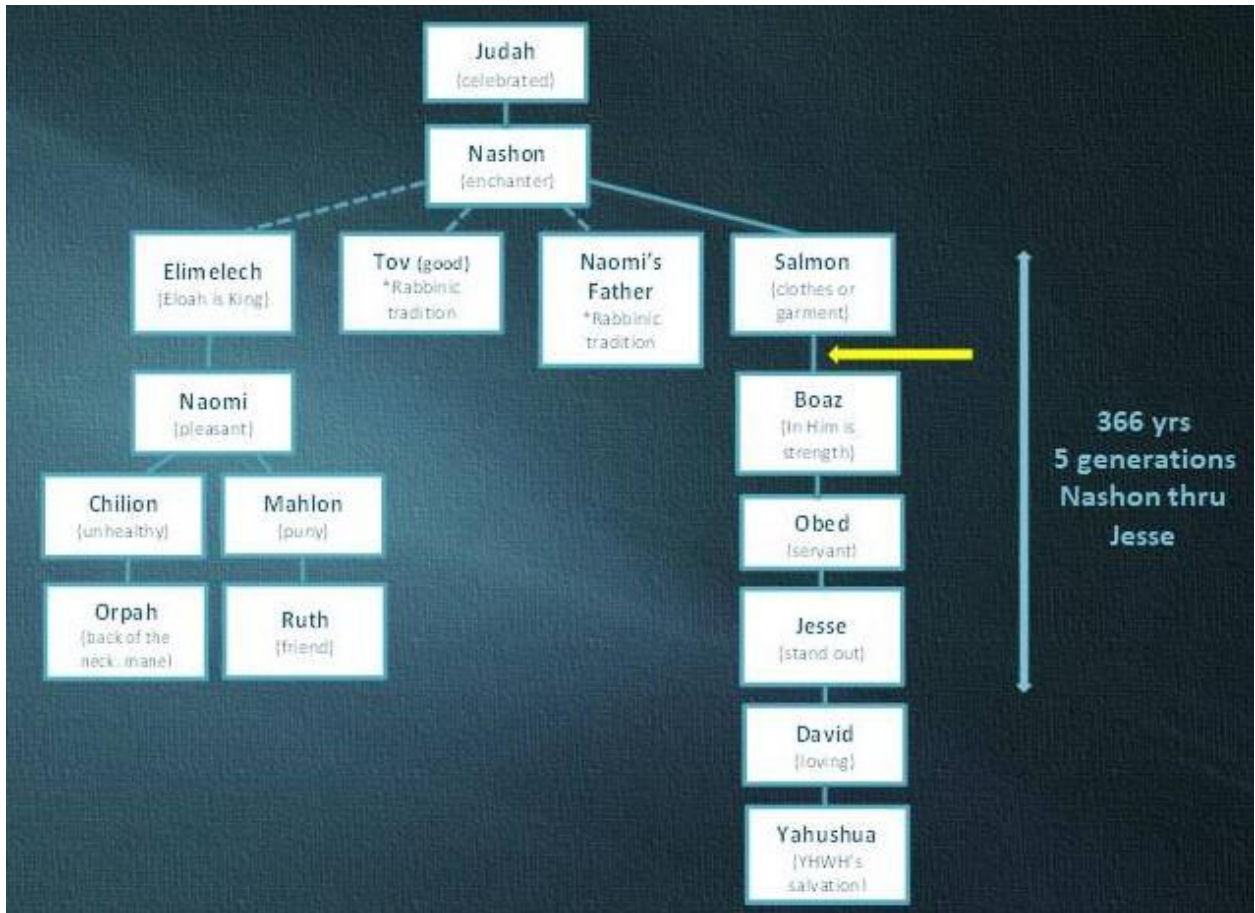 Judah
(celebrated)
Nashon
(enchanter)
Elimelech
(Eloah is King)
Tov (good)
*Rabbinic
tradition
Naomi's
Father
*Rabbinic
tradition
Salmon
(clothes or
garment)
Naomi
(pleasant)
Boaz
(In Him is
strength)
366 yrs
5 generations
Nashon thru
Jesse
Chilion
(unhealthy)
Mahlon
(puny)
Obed
(servant)
Orpah
(back of the
neck. mane)
Ruth
(friend)
Jesse
(stand out)
David
(loving)
Yahushua
(YHWH's
salvation)